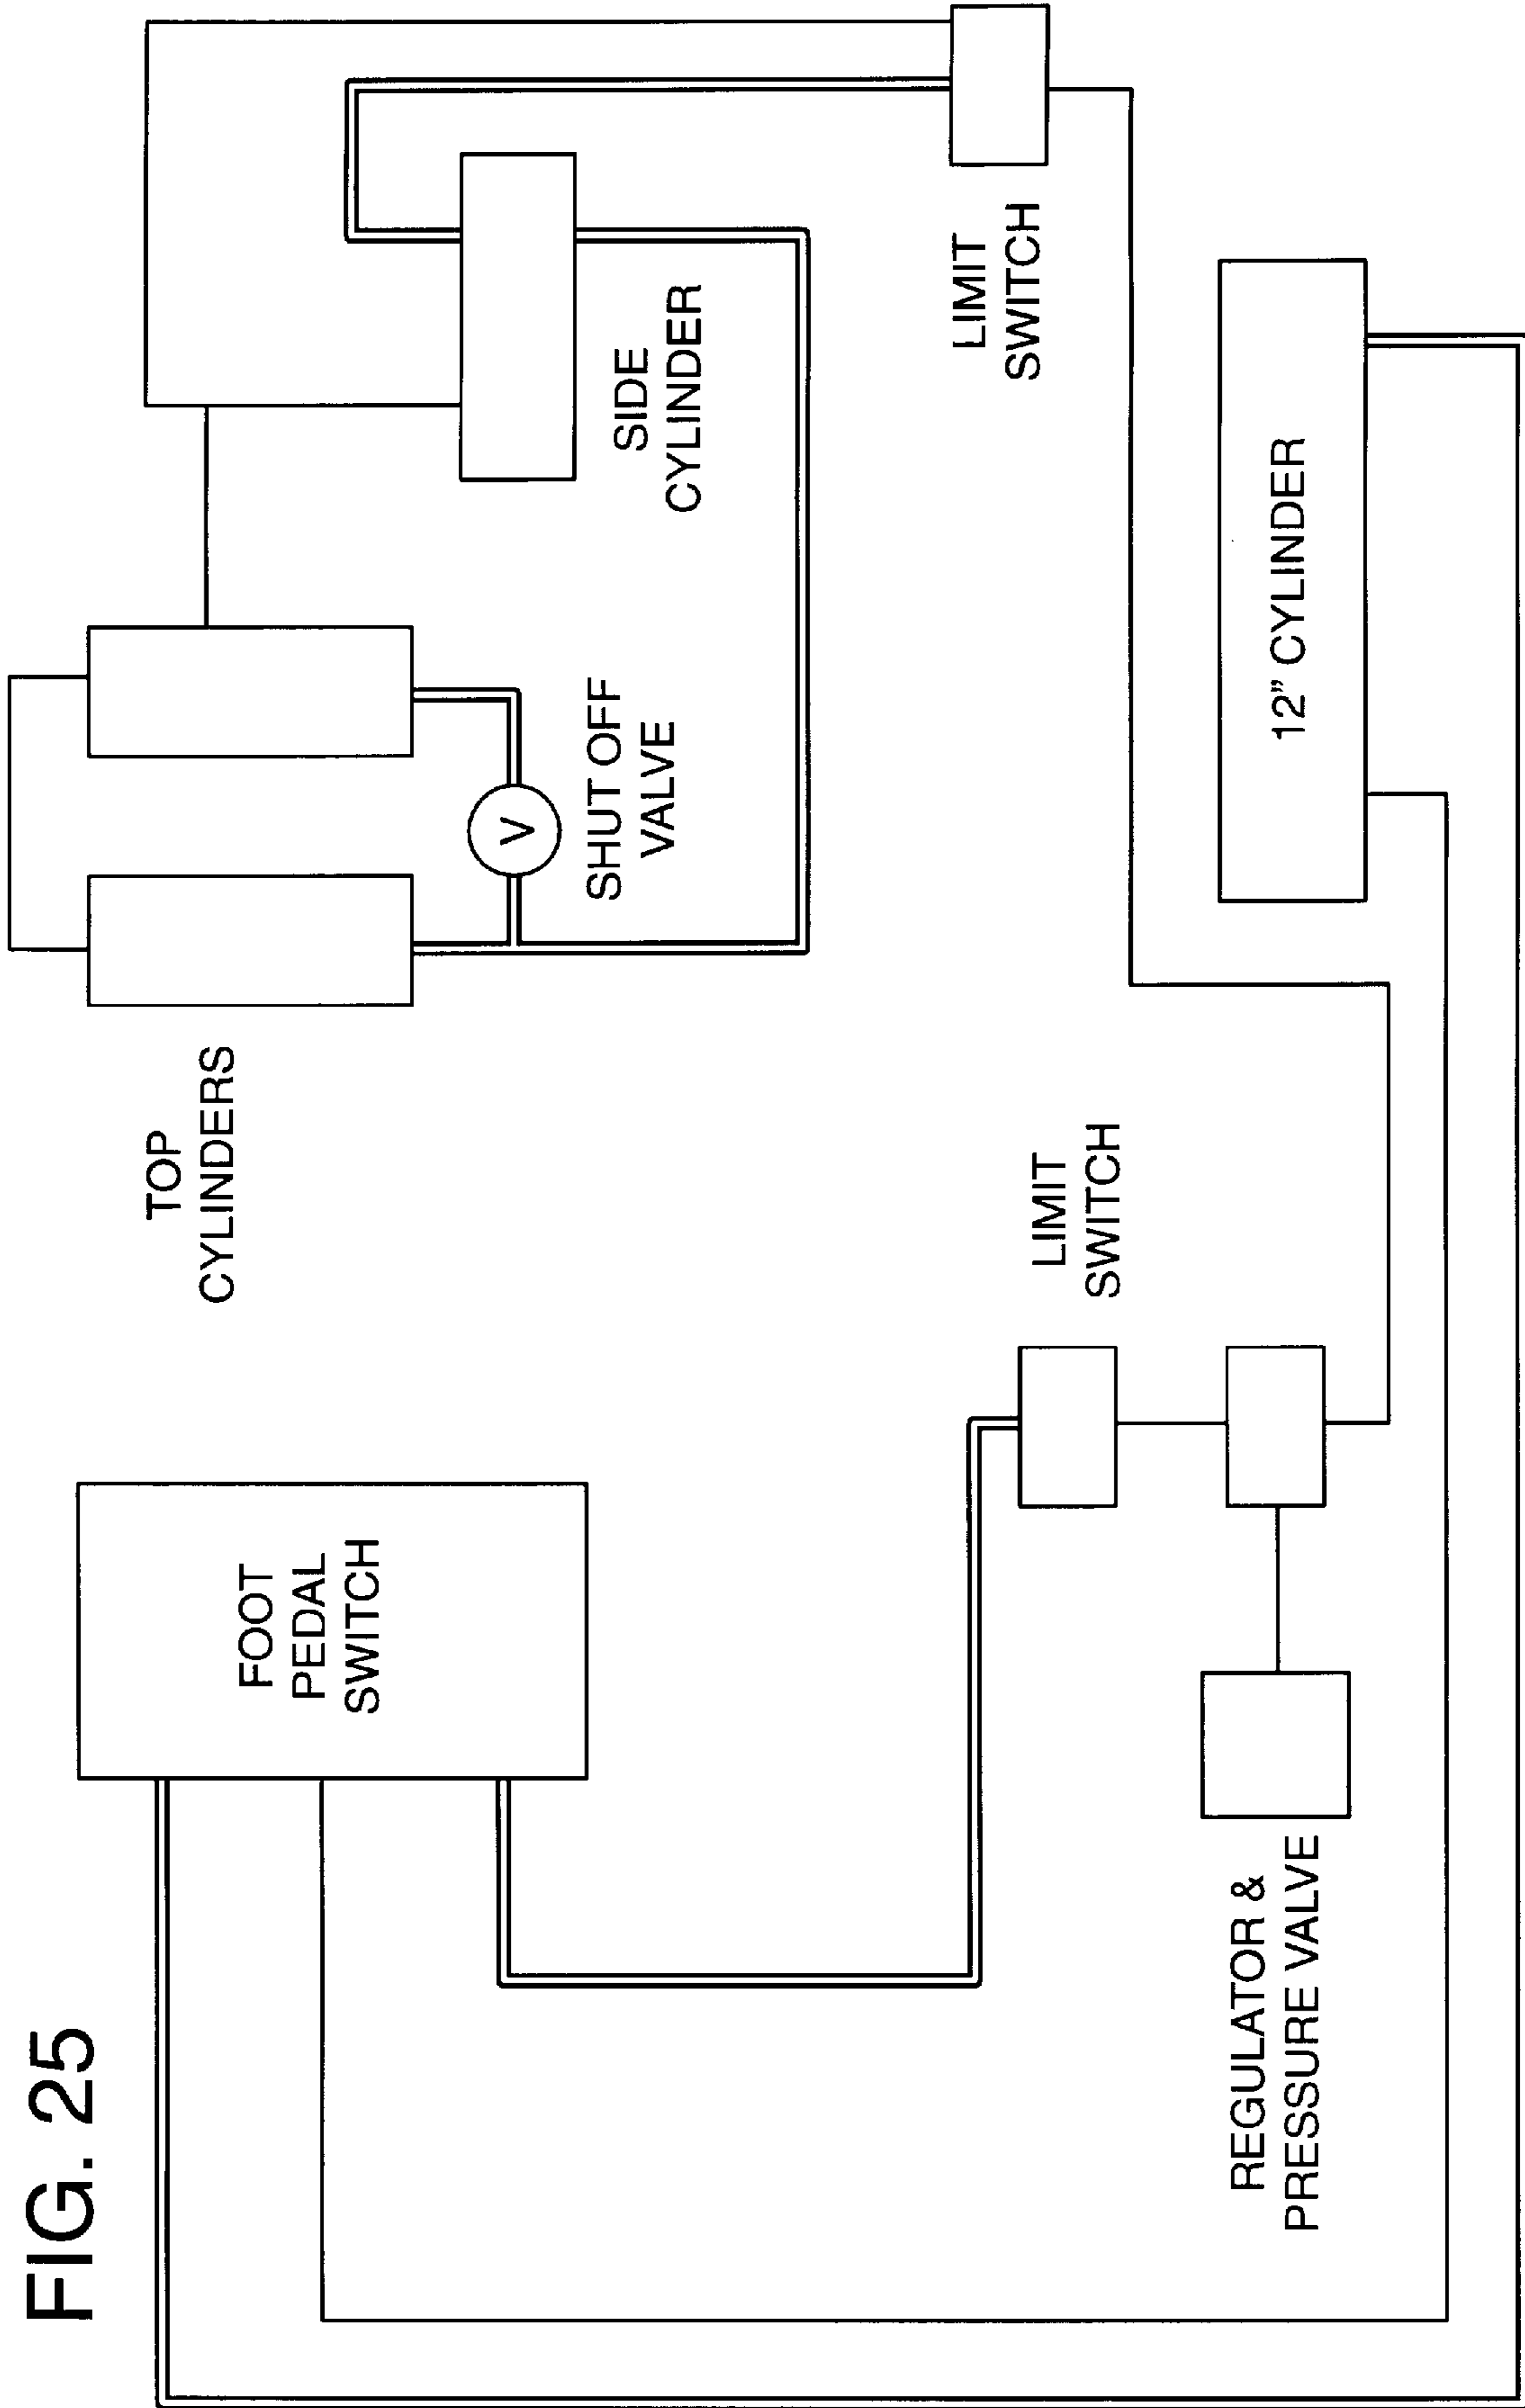 FIG. 25
FOOT
PEDAL
SWITCH
TOP
CYLINDERS
V
SHUT OFF
VALVE
SIDE
CYLINDER
LIMIT
SWITCH
LIMIT
SWITCH
REGULATOR &
PRESSURE VALVE
12" CYLINDER